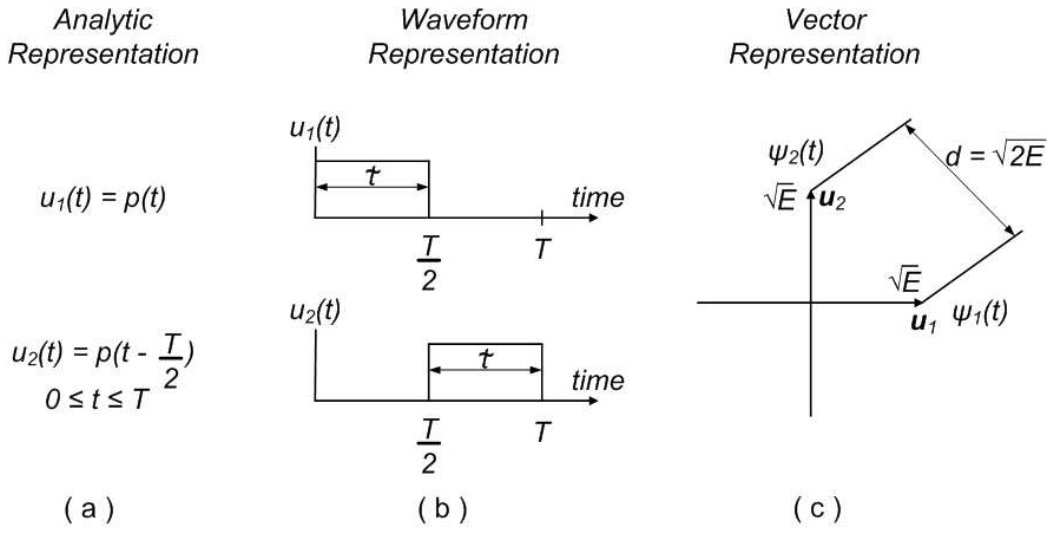 Analytic
Representation
Waveform
Representation
Vector
Representation
u₁(t) = p(t)
u₂(t) = p(t - T/2)
0 ≤ t ≤ T
u₁(t)
τ
time
T/2
T
u₂(t)
τ
time
T/2
T
ψ₂(t)
d = √2E
√E
u₂
√E
u₁
ψ₁(t)
( a )
( b )
( c )